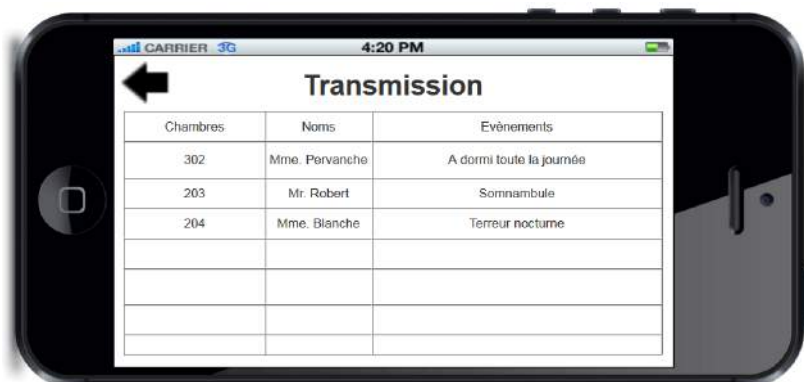 CARRIER 3G 4:20 PM
Transmission
Chambres Noms Evènements
302 Mme. Pervanche A dormi toute la journée
203 Mr. Robert Somnambule
204 Mme. Blanche Terreur nocturne